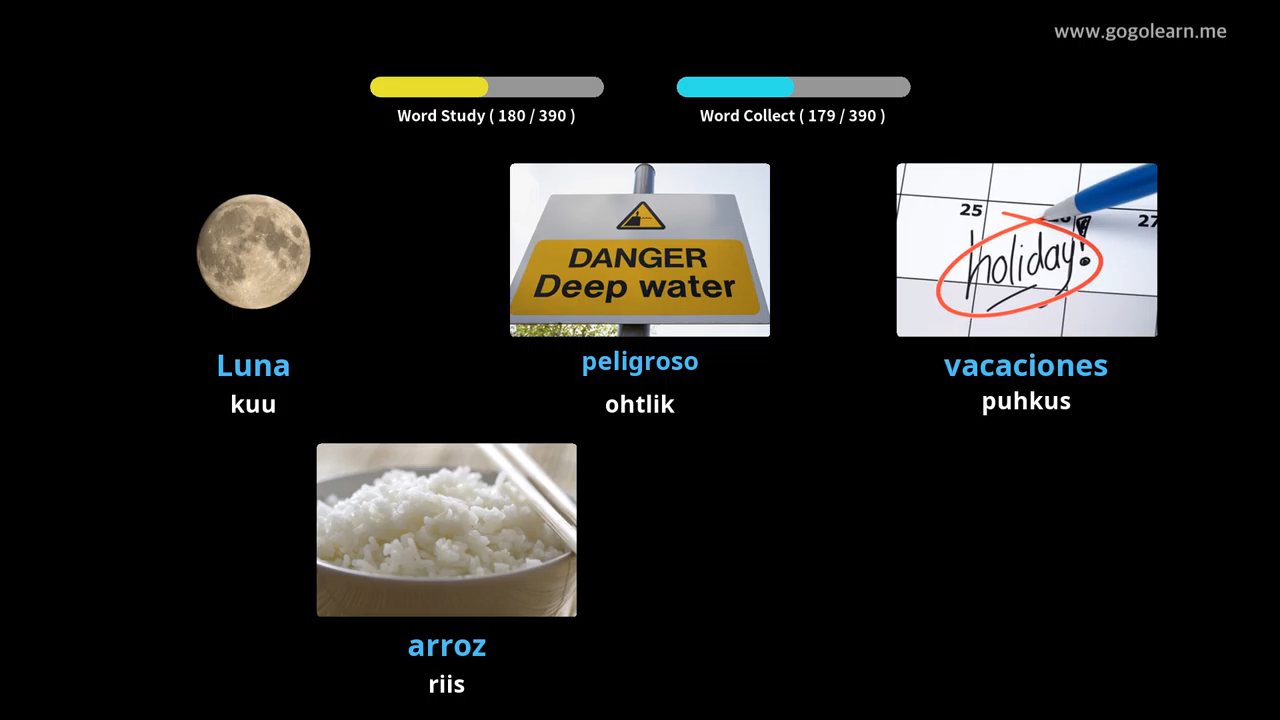 www.gogolearn.me
Word Study ( 180 / 390 )
Word Collect ( 179 / 390 )
DANGER
Deep water
25
27
holiday!
Luna
kuu
peligroso
ohtlik
vacaciones
puhkus
arroz
riis